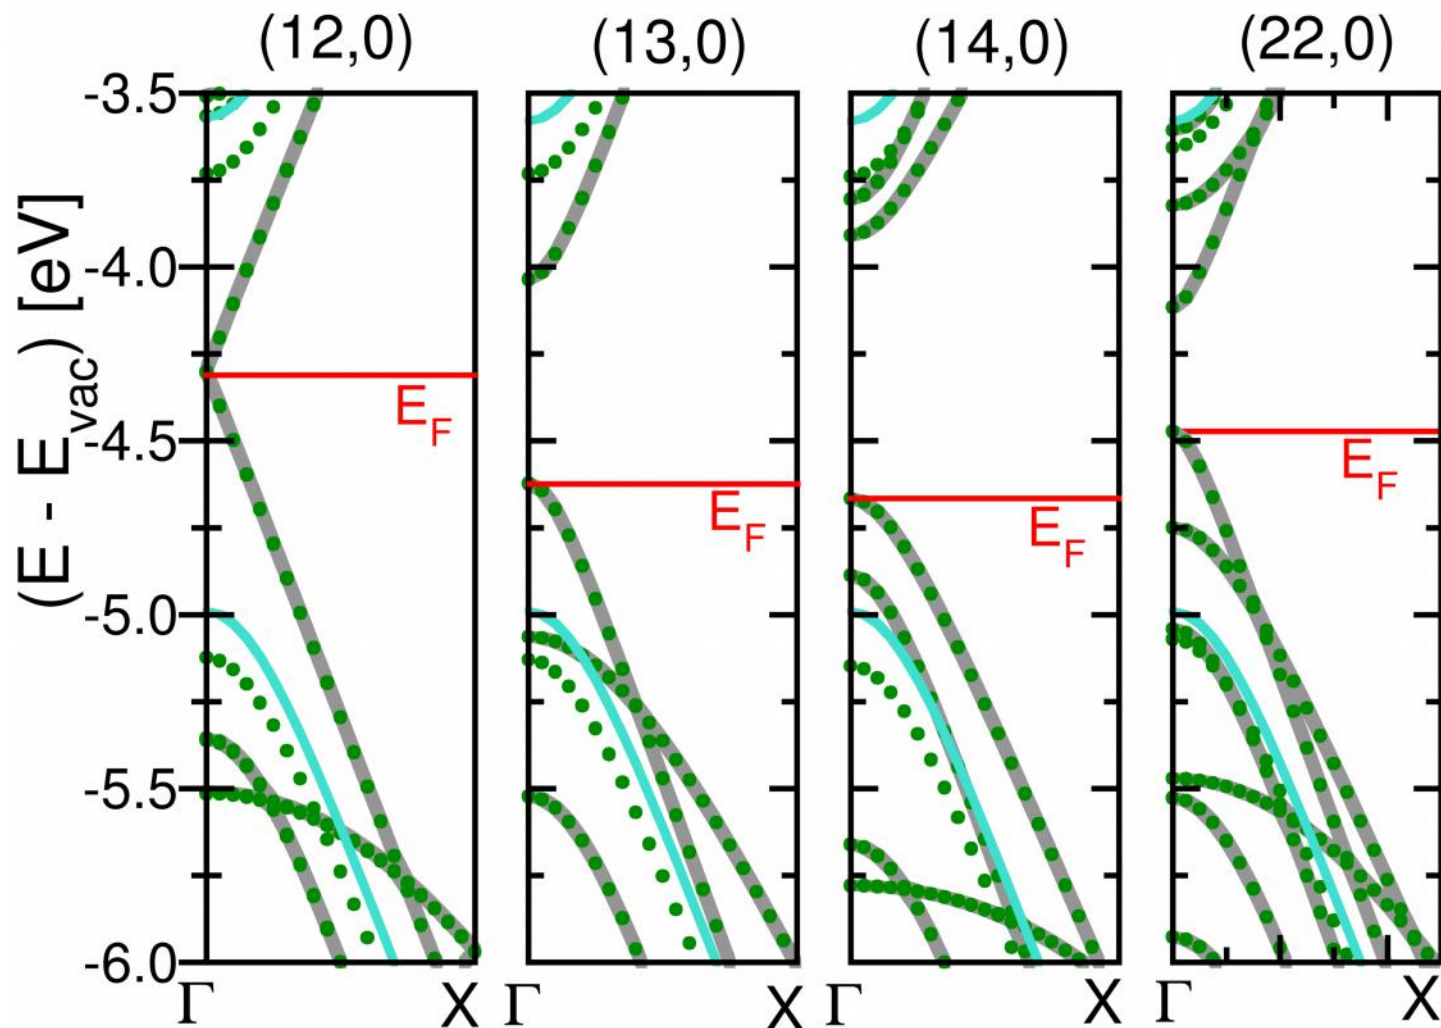 (12,0) (13,0) (14,0) (22,0)
(E - E_vac) [eV]
-3.5
-4.0
-4.5
-5.0
-5.5
-6.0
E_F
E_F
E_F
E_F
Γ X Γ X Γ X Γ X